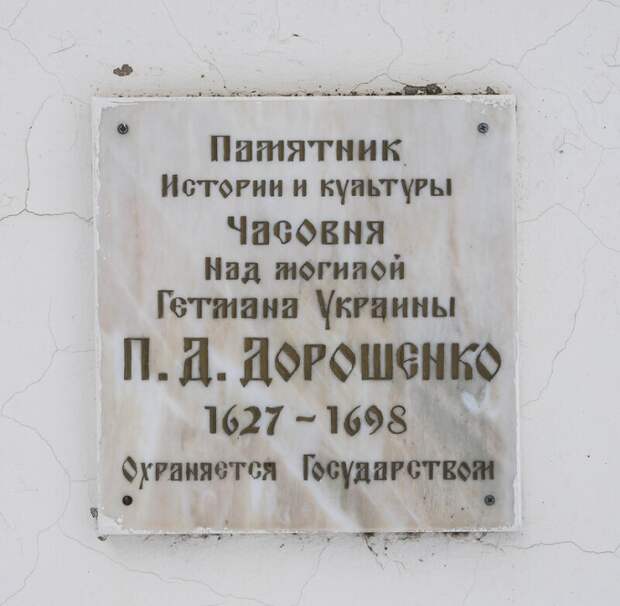 Памятник
Истории и культуры
Часовня
Над могилой
Гетмана Украины
П. Д. Дорошенко
1627 - 1698
Охраняется Государством